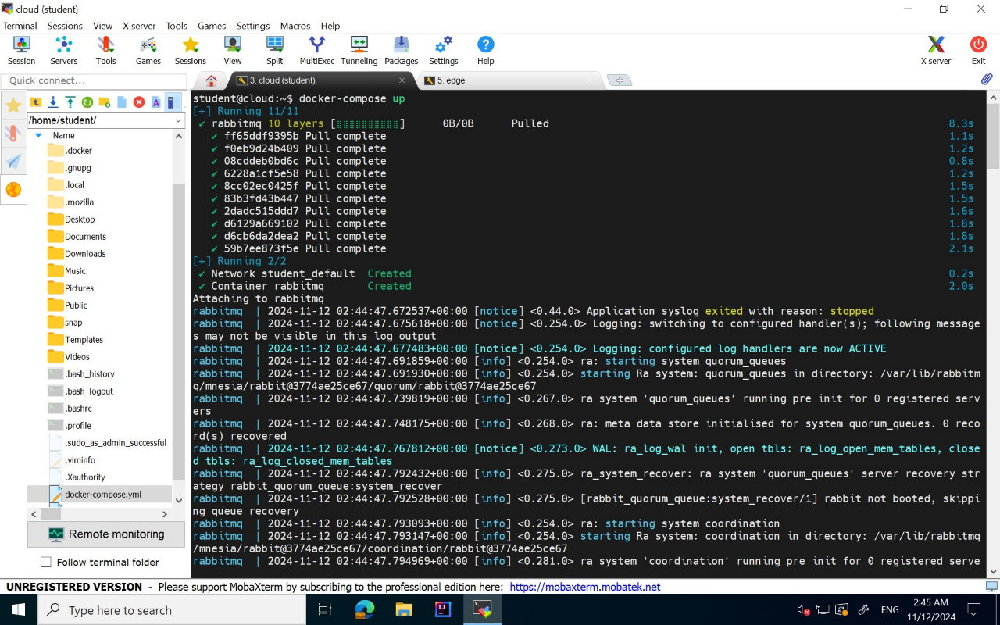 cloud (student)
Terminal Sessions View X server Tools Games Settings Macros Help
Session Servers Tools Games Sessions View Split MultiExec Tunneling Packages Settings Help X server Exit
Quick connect...
3. cloud (student)
5. edge
/home/student/
Name
.docker
.gnupg
.local
.mozilla
Desktop
Documents
Downloads
Music
Pictures
Public
snap
Templates
Videos
.bash_history
.bash_logout
.bashrc
.profile
.sudo_as_admin_successful
.viminfo
.Xauthority
docker-compose.yml
Remote monitoring
Follow terminal folder
student@cloud:~$ docker-compose up
[+] Running 11/11
✔ rabbitmq 10 layers [⣿⣿⣿⣿⣿⣿⣿⣿⣿⣿] 0B/0B Pulled 8.3s
✔ ff65ddf9395b Pull complete 1.1s
✔ f0eb9d24b409 Pull complete 1.2s
✔ 08cddeb0bd6c Pull complete 0.8s
✔ 6228a1cf5e58 Pull complete 1.2s
✔ 8cc02ec0425f Pull complete 1.5s
✔ 83b3fd43b447 Pull complete 1.5s
✔ 2dadc515ddd7 Pull complete 1.6s
✔ d6129a669102 Pull complete 1.8s
✔ d6cb6da2dea2 Pull complete 1.8s
✔ 59b7ee873f5e Pull complete 2.1s
[+] Running 2/2
✔ Network student_default Created 0.2s
✔ Container rabbitmq Created 2.0s
Attaching to rabbitmq
rabbitmq | 2024-11-12 02:44:47.672537+00:00 [notice] <0.44.0> Application syslog exited with reason: stopped
rabbitmq | 2024-11-12 02:44:47.675618+00:00 [notice] <0.254.0> Logging: switching to configured handler(s); following message
s may not be visible in this log output
rabbitmq | 2024-11-12 02:44:47.677483+00:00 [notice] <0.254.0> Logging: configured log handlers are now ACTIVE
rabbitmq | 2024-11-12 02:44:47.691859+00:00 [info] <0.254.0> ra: starting system quorum_queues
rabbitmq | 2024-11-12 02:44:47.691930+00:00 [info] <0.254.0> starting Ra system: quorum_queues in directory: /var/lib/rabbitm
q/mnesia/rabbit@3774ae25ce67/quorum/rabbit@3774ae25ce67
rabbitmq | 2024-11-12 02:44:47.739819+00:00 [info] <0.267.0> ra system 'quorum_queues' running pre init for 0 registered serv
ers
rabbitmq | 2024-11-12 02:44:47.748175+00:00 [info] <0.268.0> ra: meta data store initialised for system quorum_queues. 0 reco
rd(s) recovered
rabbitmq | 2024-11-12 02:44:47.767812+00:00 [notice] <0.273.0> WAL: ra_log_wal init, open tbls: ra_log_open_mem_tables, close
d tbls: ra_log_closed_mem_tables
rabbitmq | 2024-11-12 02:44:47.792432+00:00 [info] <0.275.0> ra_system_recover: ra system 'quorum_queues' server recovery str
ategy rabbit_quorum_queue:system_recover
rabbitmq | 2024-11-12 02:44:47.792528+00:00 [info] <0.275.0> [rabbit_quorum_queue:system_recover/1] rabbit not booted, skippi
ng queue recovery
rabbitmq | 2024-11-12 02:44:47.793093+00:00 [info] <0.254.0> ra: starting system coordination
rabbitmq | 2024-11-12 02:44:47.793147+00:00 [info] <0.254.0> starting Ra system: coordination in directory: /var/lib/rabbitmq
/mnesia/rabbit@3774ae25ce67/coordination/rabbit@3774ae25ce67
rabbitmq | 2024-11-12 02:44:47.794969+00:00 [info] <0.281.0> ra system 'coordination' running pre init for 0 registered serve
UNREGISTERED VERSION - Please support MobaXterm by subscribing to the professional edition here: https://mobaxterm.mobatek.net
Type here to search
ENG
2:45 AM
11/12/2024